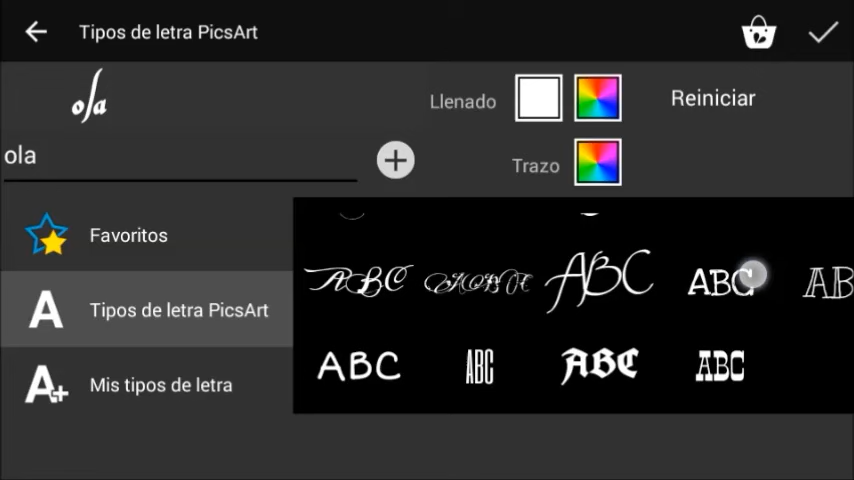 Tipos de letra PicsArt
ola
Llenado
Reiniciar
ola
Trazo
Favoritos
Tipos de letra PicsArt
Mis tipos de letra
ABC ABC ABC AB
ABC ABC ABC ABC